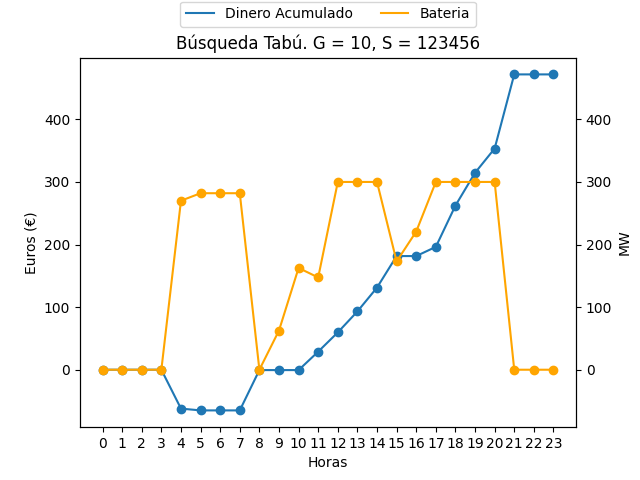 Dinero Acumulado Bateria
Búsqueda Tabú. G = 10, S = 123456
400 400
300 300
200 200
100 100
0 0
Euros (€)
MW
0 1 2 3 4 5 6 7 8 9 10 11 12 13 14 15 16 17 18 19 20 21 22 23
Horas